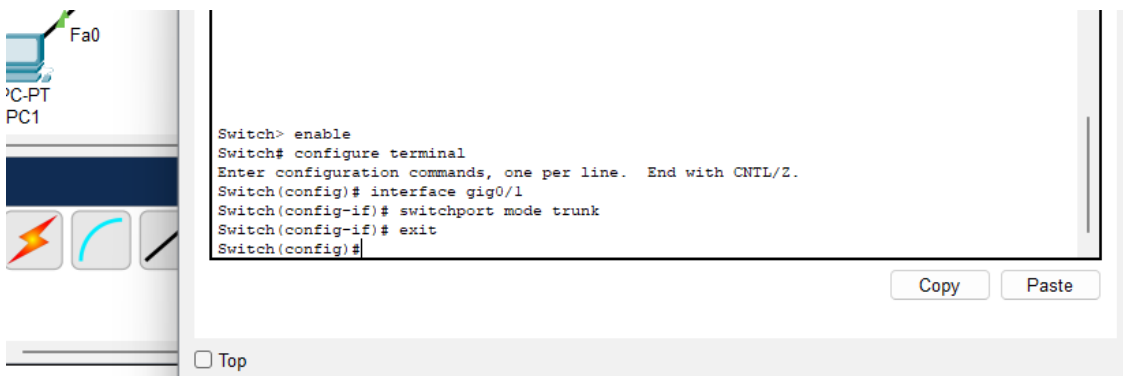 Fa0
PC-PT
PC1
Switch> enable
Switch# configure terminal
Enter configuration commands, one per line.  End with CNTL/Z.
Switch(config)# interface gig0/1
Switch(config-if)# switchport mode trunk
Switch(config-if)# exit
Switch(config)#
Copy
Paste
Top